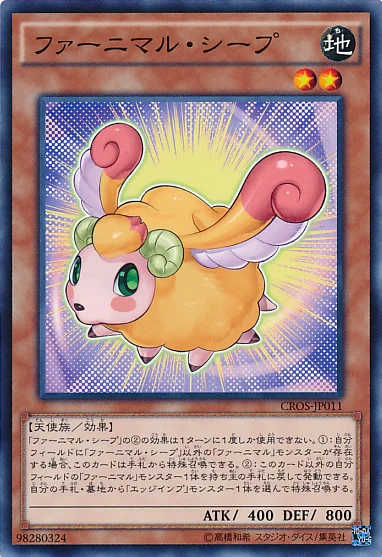 ファーニマル・シープ
地
CROS-JP011
【天使族／効果】
「ファーニマル・シープ」の②の効果は1ターンに1度しか使用できない。①：自分
フィールドに「ファーニマル・シープ」以外の「ファーニマル」モンスターが存在
する場合、このカードは手札から特殊召喚できる。②：このカード以外の自分
フィールドの「ファーニマル」モンスター1体を持ち主の手札に戻して発動できる。
自分の手札・墓地から「エッジインプ」モンスター1体を選んで特殊召喚する。
ATK/ 400 DEF/ 800
98280324
©高橋和希 スタジオ・ダイス/集英社